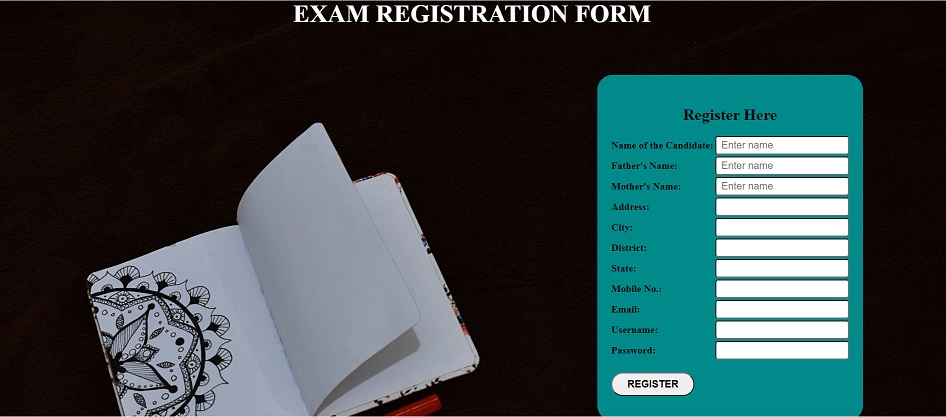 EXAM REGISTRATION FORM
Register Here
Name of the Candidate: Enter name
Father's Name: Enter name
Mother's Name: Enter name
Address:
City:
District:
State:
Mobile No.:
Email:
Username:
Password:
REGISTER